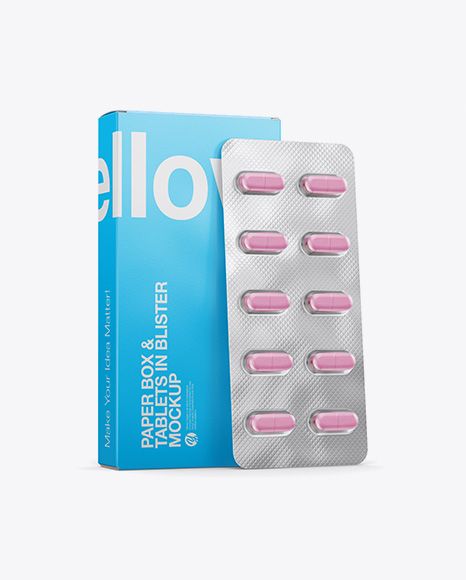 ellow
Make Your Idea Matter!
PAPER BOX &
TABLETS IN BLISTER
MOCKUP